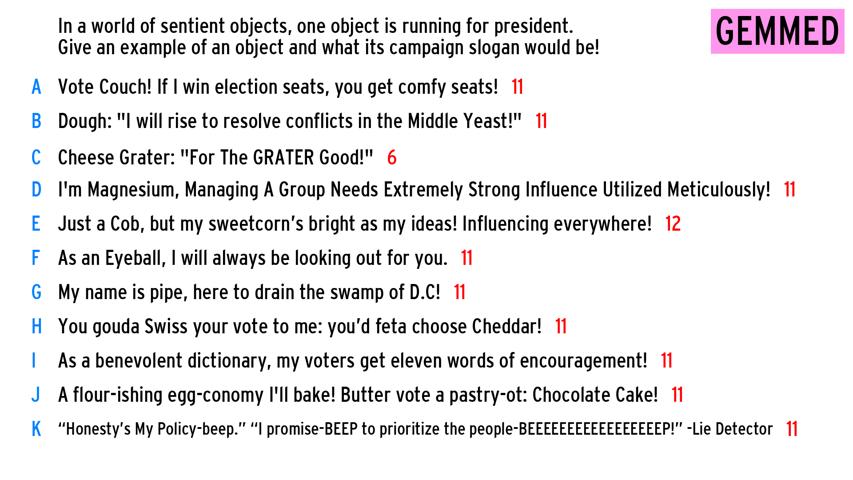 In a world of sentient objects, one object is running for president.
Give an example of an object and what its campaign slogan would be!
GEMMED
A Vote Couch! If I win election seats, you get comfy seats! 11
B Dough: "I will rise to resolve conflicts in the Middle Yeast!" 11
C Cheese Grater: "For The GRATER Good!" 6
D I'm Magnesium, Managing A Group Needs Extremely Strong Influence Utilized Meticulously! 11
E Just a Cob, but my sweetcorn’s bright as my ideas! Influencing everywhere! 12
F As an Eyeball, I will always be looking out for you. 11
G My name is pipe, here to drain the swamp of D.C! 11
H You gouda Swiss your vote to me: you’d feta choose Cheddar! 11
I As a benevolent dictionary, my voters get eleven words of encouragement! 11
J A flour-ishing egg-conomy I'll bake! Butter vote a pastry-ot: Chocolate Cake! 11
K “Honesty’s My Policy-beep.” “I promise-BEEP to prioritize the people-BEEEEEEEEEEEEEEEEEP!” -Lie Detector 11